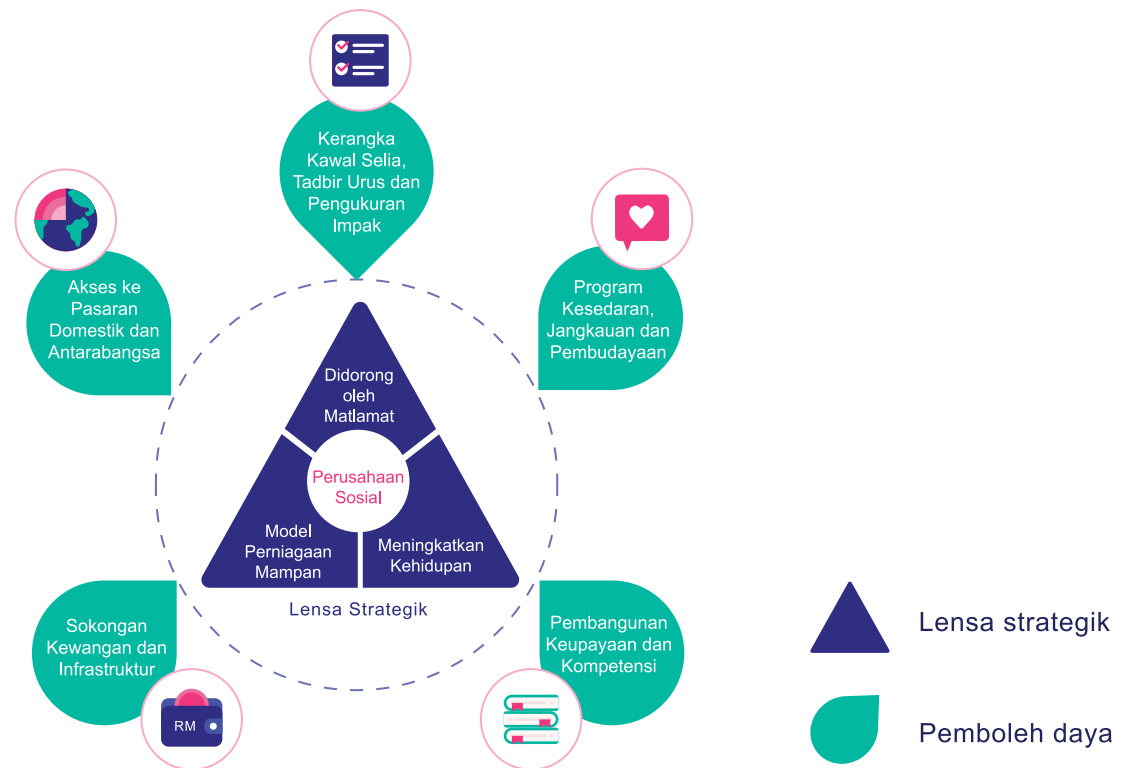 Kerangka
Kawal Selia,
Tadbir Urus dan
Pengukuran
Impak
Akses ke
Pasaran
Domestik dan
Antarabangsa
Program
Kesedaran,
Jangkauan dan
Pembudayaan
Didorong
oleh
Matlamat
Perusahaan
Sosial
Model
Perniagaan
Mampan
Meningkatkan
Kehidupan
Lensa Strategik
Sokongan
Kewangan dan
Infrastruktur
RM
Pembangunan
Keupayaan dan
Kompetensi
Lensa strategik
Pemboleh daya